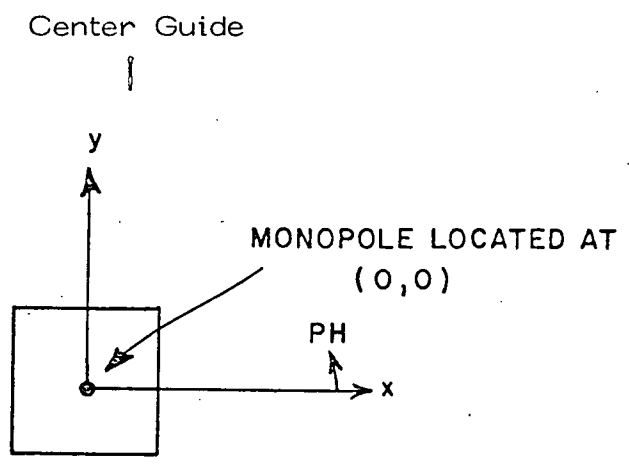 Center Guide
y
MONOPOLE LOCATED AT
(0,0)
PH
x